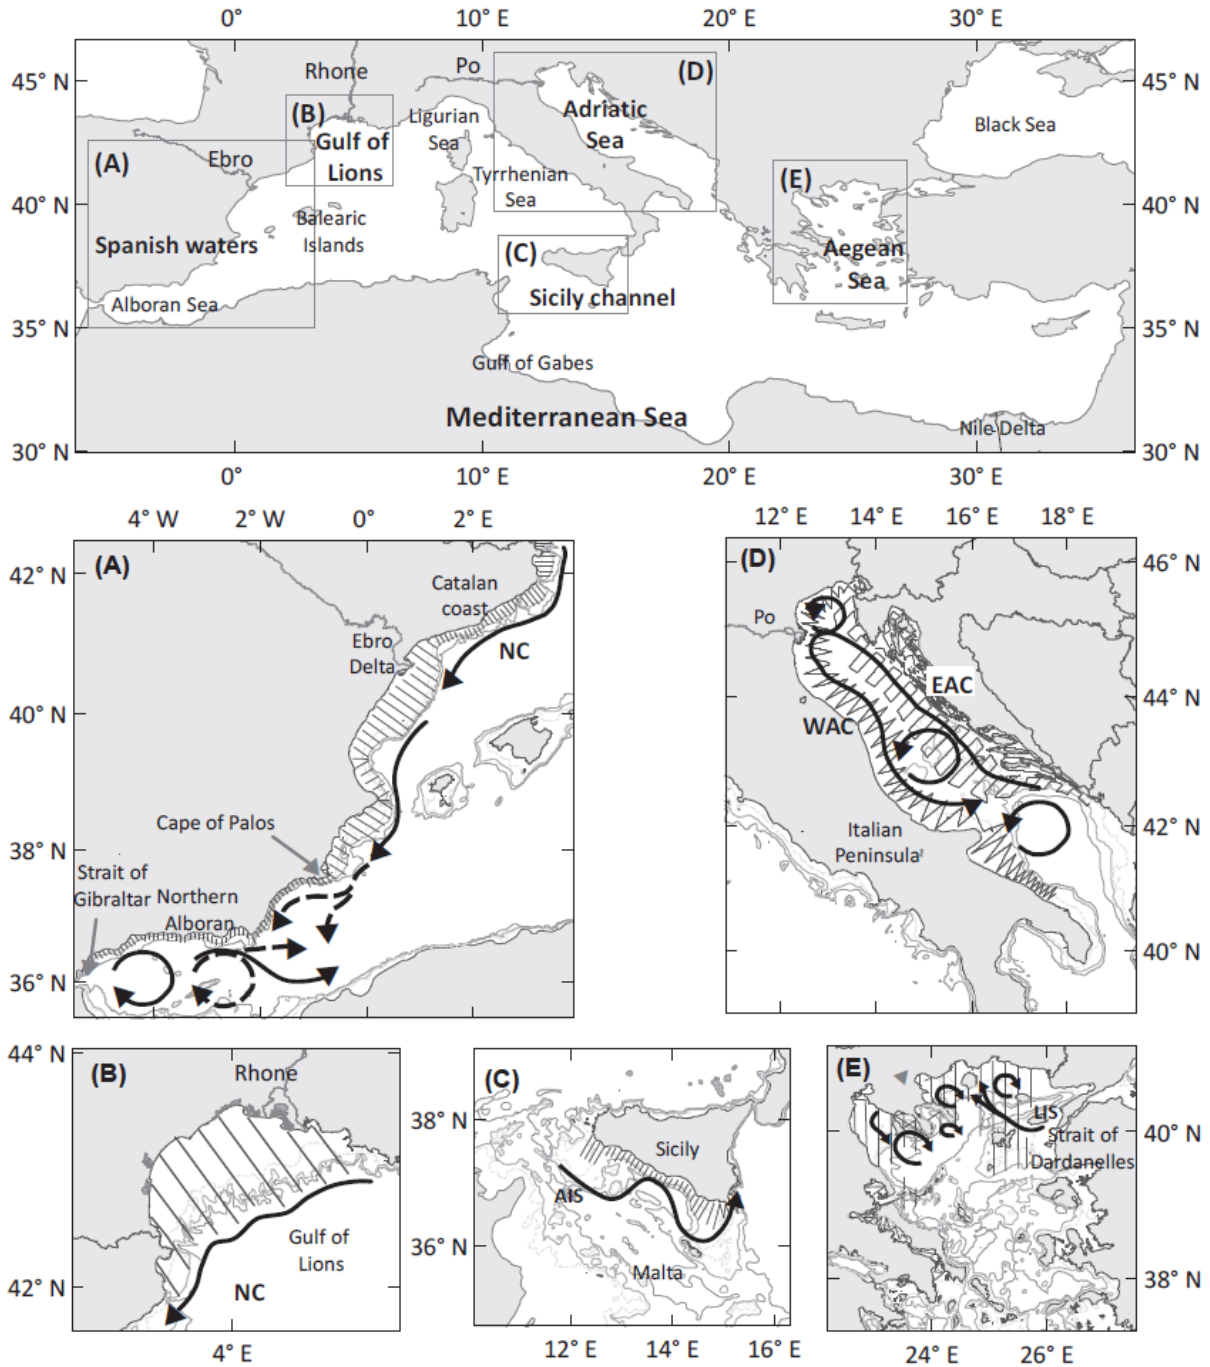 0° 10° E 20° E 30° E
45° N 45° N
40° N 40° N
35° N 35° N
30° N 30° N
Rhone
Po
(D)
(B)
Ligurian
Sea
Adriatic
Sea
Black Sea
Gulf of
Lions
(A)
Ebro
Tyrrhenian
Sea
(E)
Balearic
Islands
Spanish waters
(C)
Aegean
Sea
Sicily channel
Alboran Sea
Gulf of Gabes
Mediterranean Sea
Nile Delta
0° 10° E 20° E 30° E
4° W 2° W 0° 2° E
(A)
42° N
40° N
38° N
36° N
Catalan
coast
Ebro
Delta
NC
Cape of Palos
Strait of
Gibraltar
Northern
Alboran
12° E 14° E 16° E 18° E
(D)
46° N
44° N
42° N
40° N
Po
EAC
WAC
Italian
Peninsula
(B)
44° N
42° N
Rhone
Gulf of
Lions
NC
4° E
(C)
38° N
36° N
Sicily
AIS
Malta
12° E 14° E 16° E
(E)
LIS
Strait of
Dardanelles
40° N
38° N
24° E 26° E